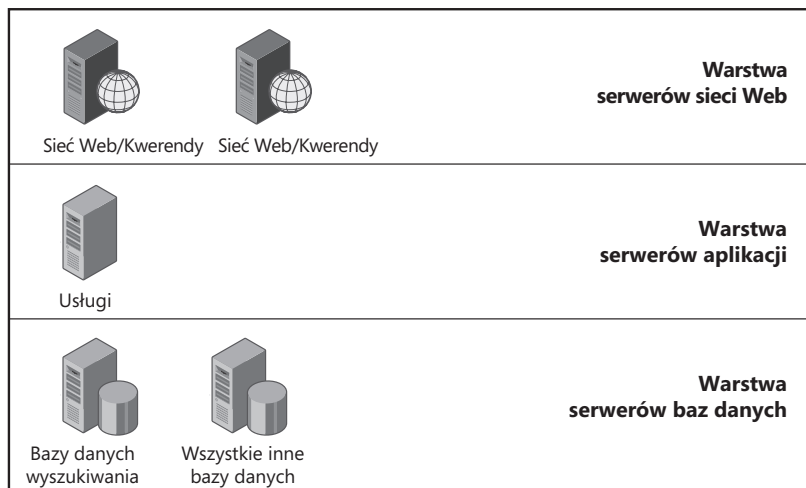 Warstwa
serwerów sieci Web
Sieć Web/Kwerendy
Sieć Web/Kwerendy
Warstwa
serwerów aplikacji
Usługi
Warstwa
serwerów baz danych
Bazy danych
wyszukiwania
Wszystkie inne
bazy danych